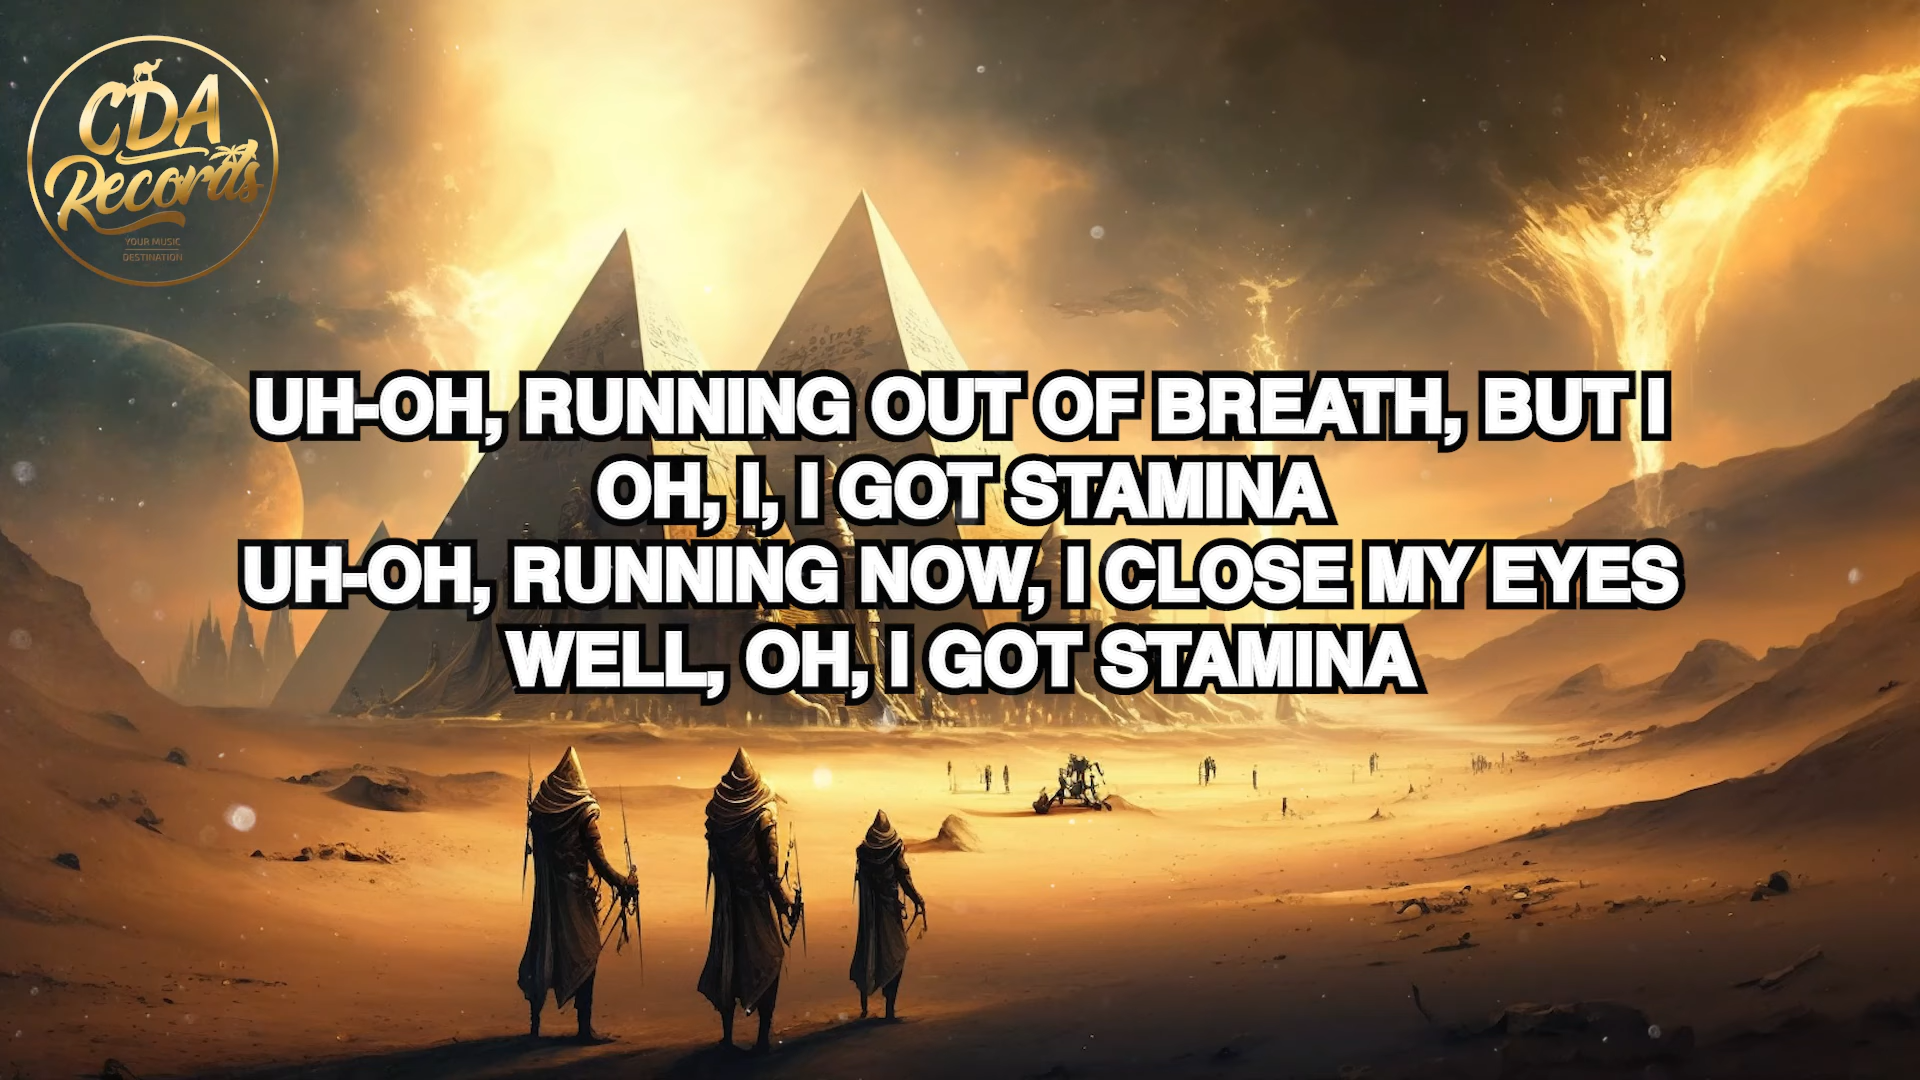 CDA
Records
YOUR MUSIC
DESTINATION
UH-OH, RUNNING OUT OF BREATH, BUT I
OH, I, I GOT STAMINA
UH-OH, RUNNING NOW, I CLOSE MY EYES
WELL, OH, I GOT STAMINA